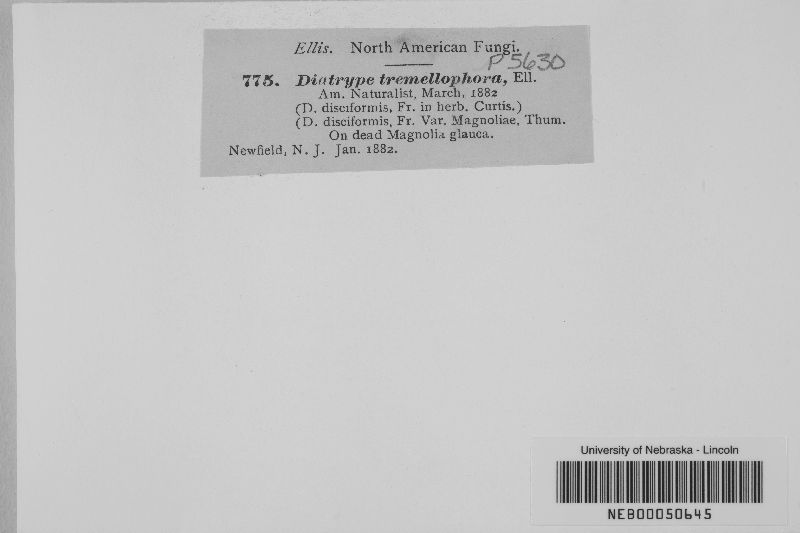 Ellis. North American Fungi.
P 5630
775. Diatrype tremellophora, Ell.
Am. Naturalist, March, 1882
(D. disciformis, Fr. in herb. Curtis.)
(D. disciformis, Fr. Var. Magnoliae, Thum.
On dead Magnolia glauca.
Newfield, N. J. Jan. 1882.
University of Nebraska - Lincoln
NEB00050645